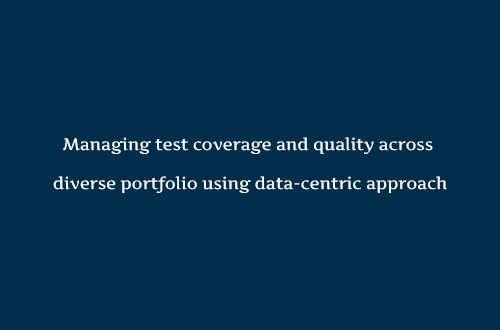 Managing test coverage and quality across
diverse portfolio using data-centric approach